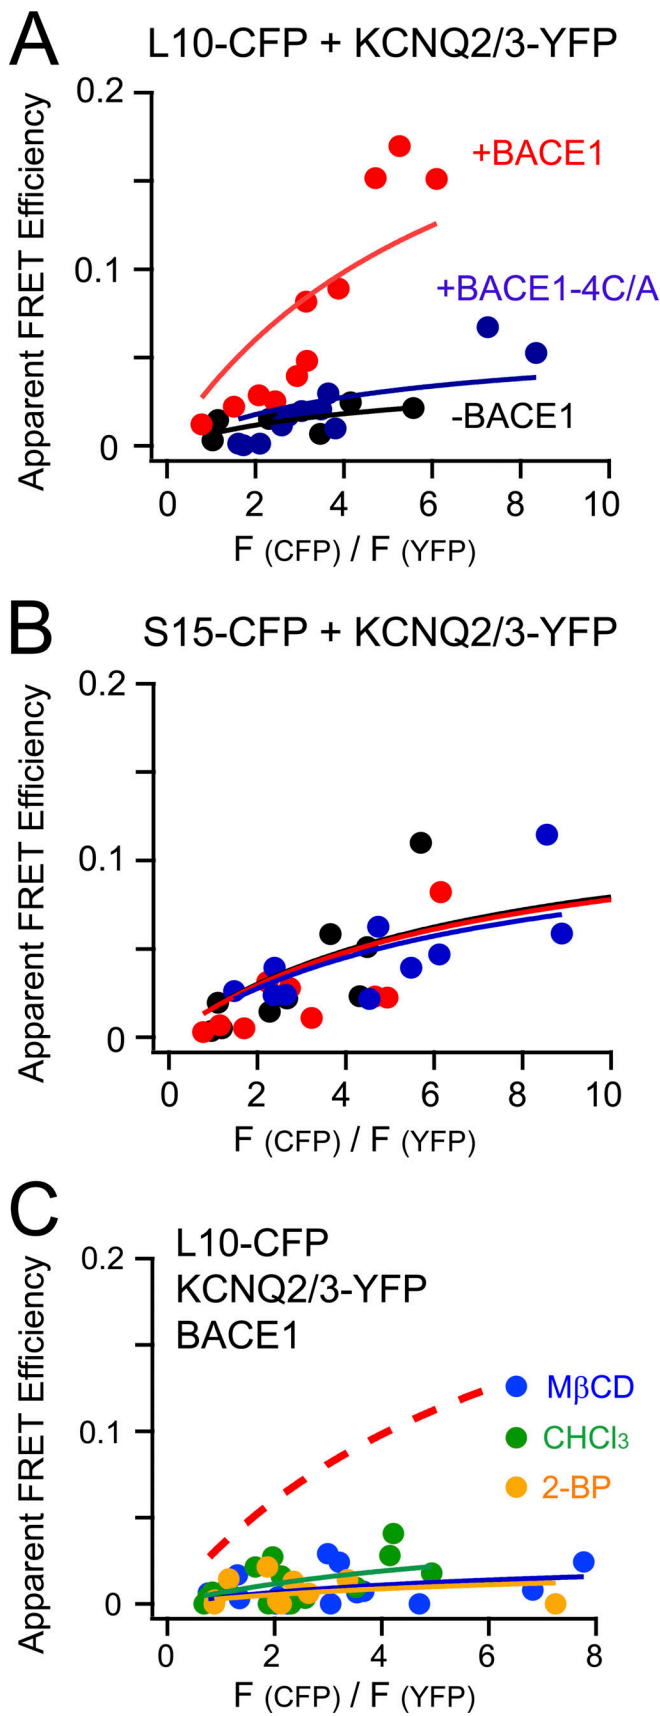 A
L10-CFP + KCNQ2/3-YFP
Apparent FRET Efficiency
0.2
0.1
0
+BACE1
+BACE1-4C/A
-BACE1
0 2 4 6 8 10
F (CFP) / F (YFP)
B
S15-CFP + KCNQ2/3-YFP
Apparent FRET Efficiency
0.2
0.1
0
0 2 4 6 8 10
F (CFP) / F (YFP)
C
L10-CFP
KCNQ2/3-YFP
BACE1
Apparent FRET Efficiency
0.2
0.1
0
MβCD
CHCl₃
2-BP
0 2 4 6 8
F (CFP) / F (YFP)